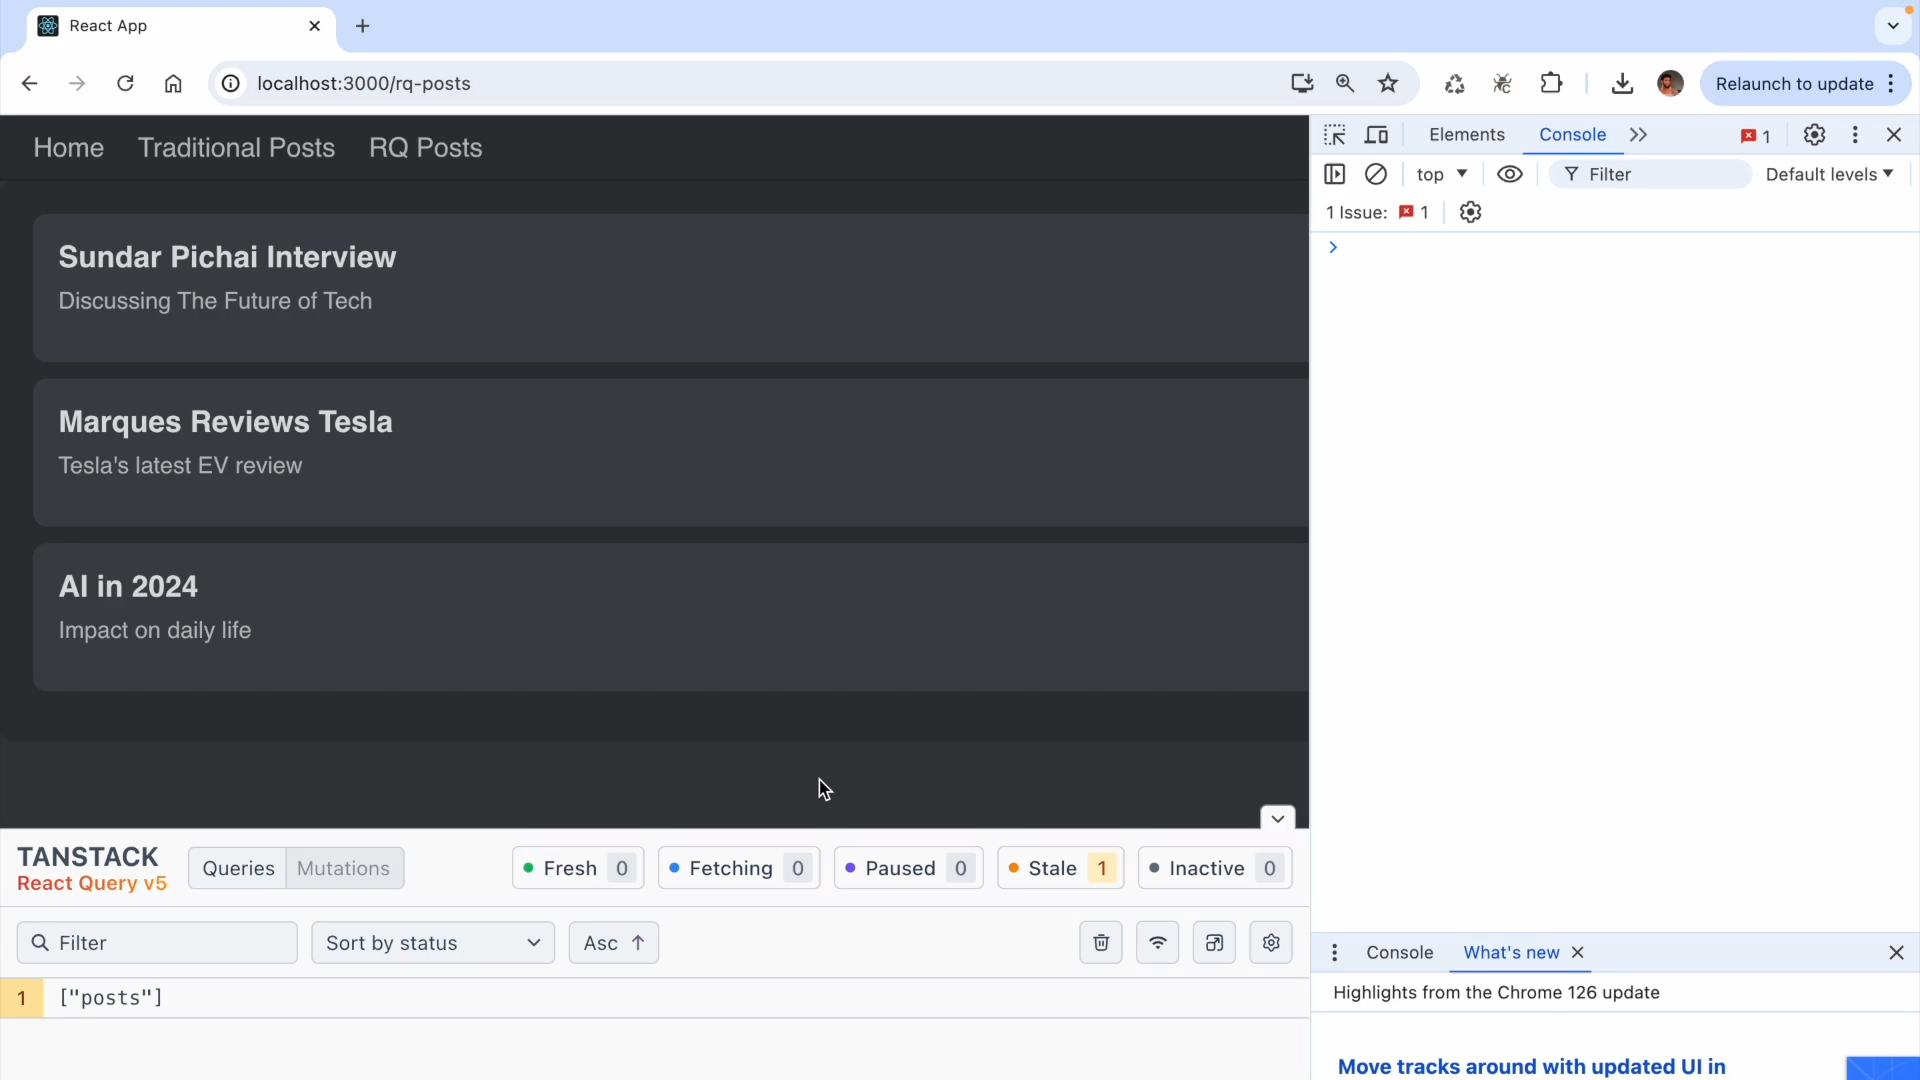 React App
localhost:3000/rq-posts
Relaunch to update
Home Traditional Posts RQ Posts
Sundar Pichai Interview
Discussing The Future of Tech
Marques Reviews Tesla
Tesla's latest EV review
AI in 2024
Impact on daily life
TANSTACK
React Query v5
Queries Mutations
Fresh 0 Fetching 0 Paused 0 Stale 1 Inactive 0
Filter Sort by status Asc ↑
1 ["posts"]
Elements Console 1
top Filter Default levels
1 Issue: 1
Console What's new
Highlights from the Chrome 126 update
Move tracks around with updated UI in